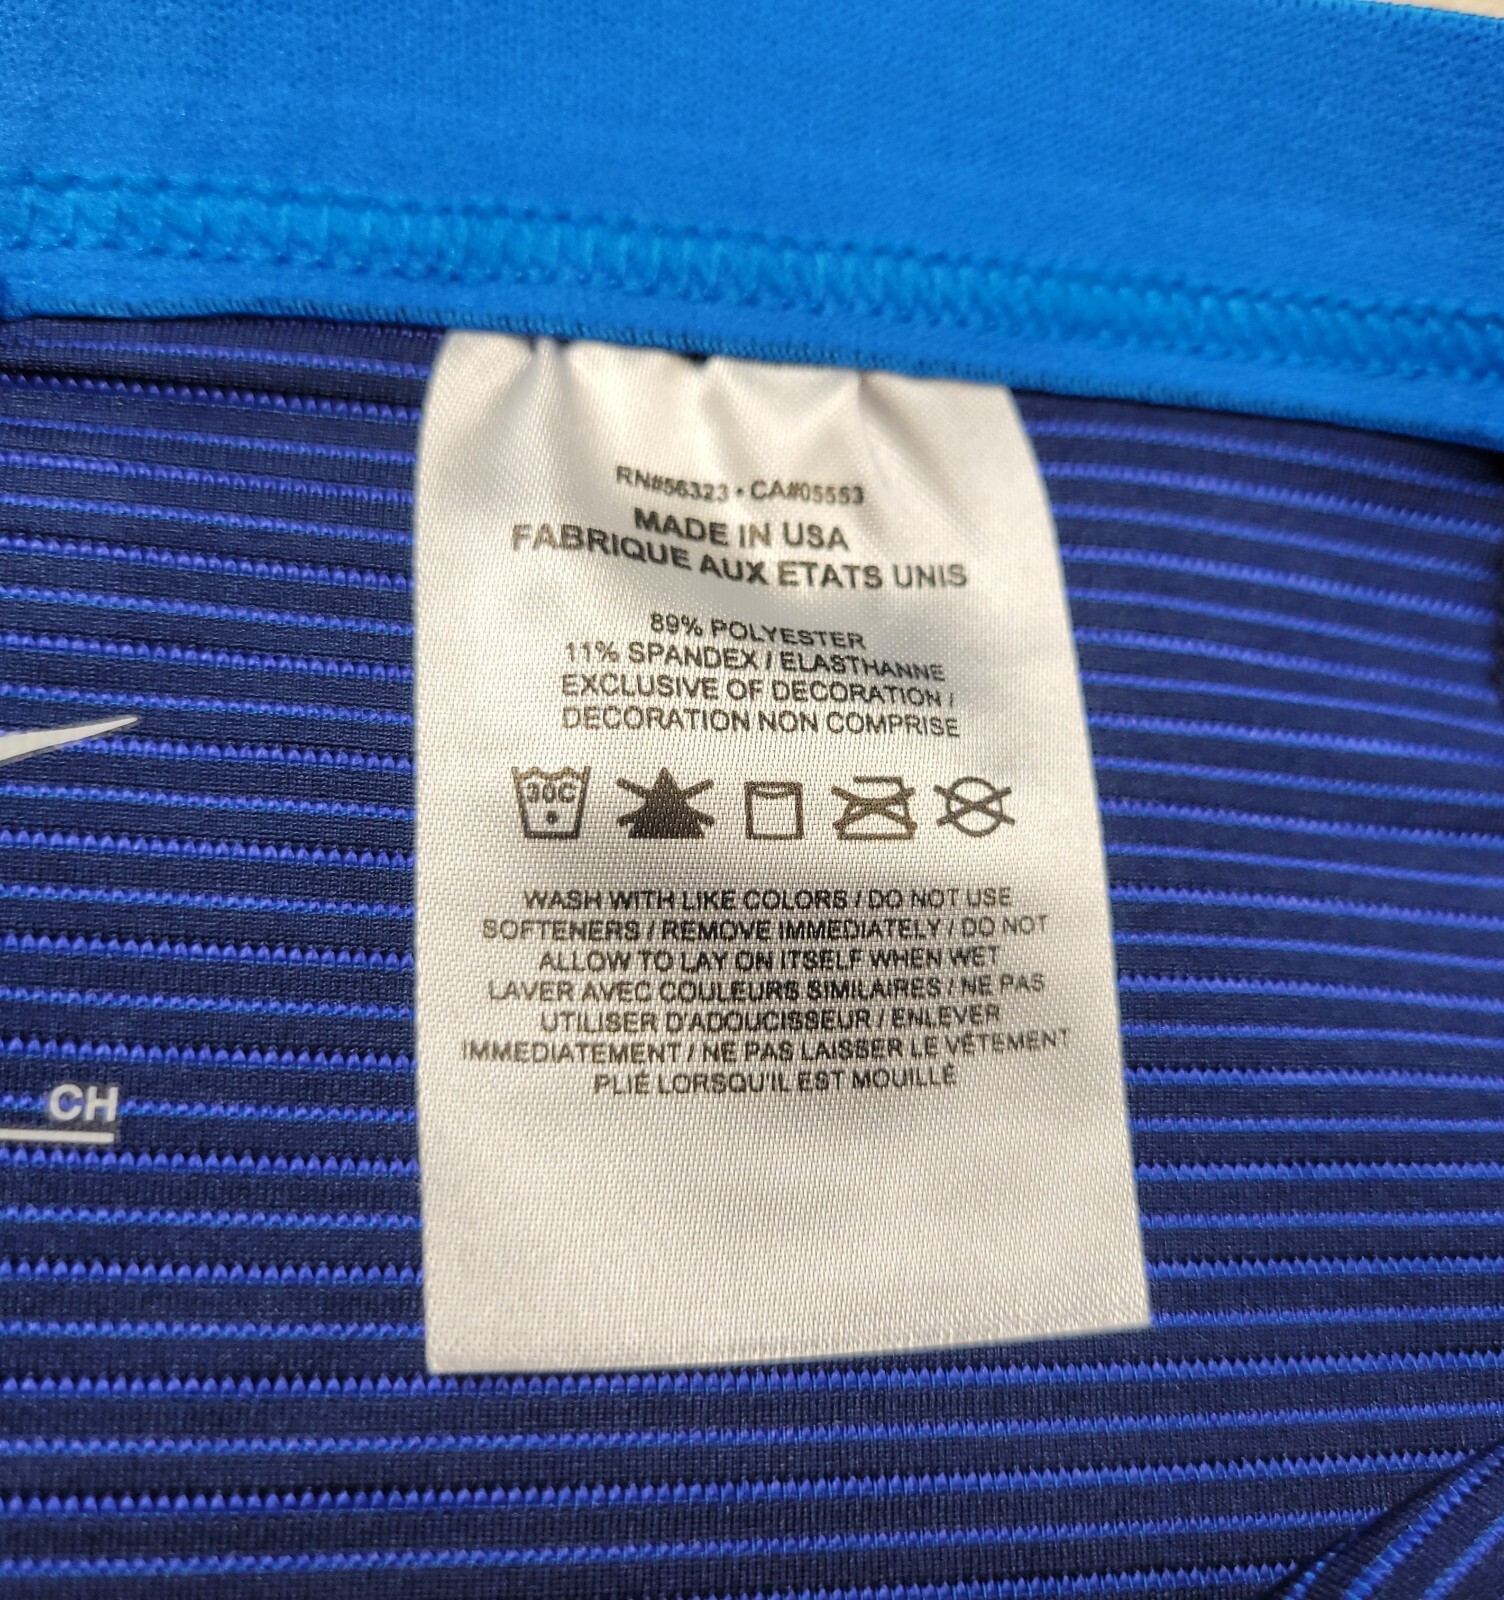 RN#56323 • CA#05553
MADE IN USA
FABRIQUE AUX ETATS UNIS
89% POLYESTER
11% SPANDEX / ELASTHANNE
EXCLUSIVE OF DECORATION /
DECORATION NON COMPRISE
30C
WASH WITH LIKE COLORS / DO NOT USE
SOFTENERS / REMOVE IMMEDIATELY / DO NOT
ALLOW TO LAY ON ITSELF WHEN WET
LAVER AVEC COULEURS SIMILAIRES / NE PAS
UTILISER D'ADOUCISSEUR / ENLEVER
IMMEDIATEMENT / NE PAS LAISSER LE VÊTEMENT
PLIÉ LORSQU'IL EST MOUILLÉ
CH